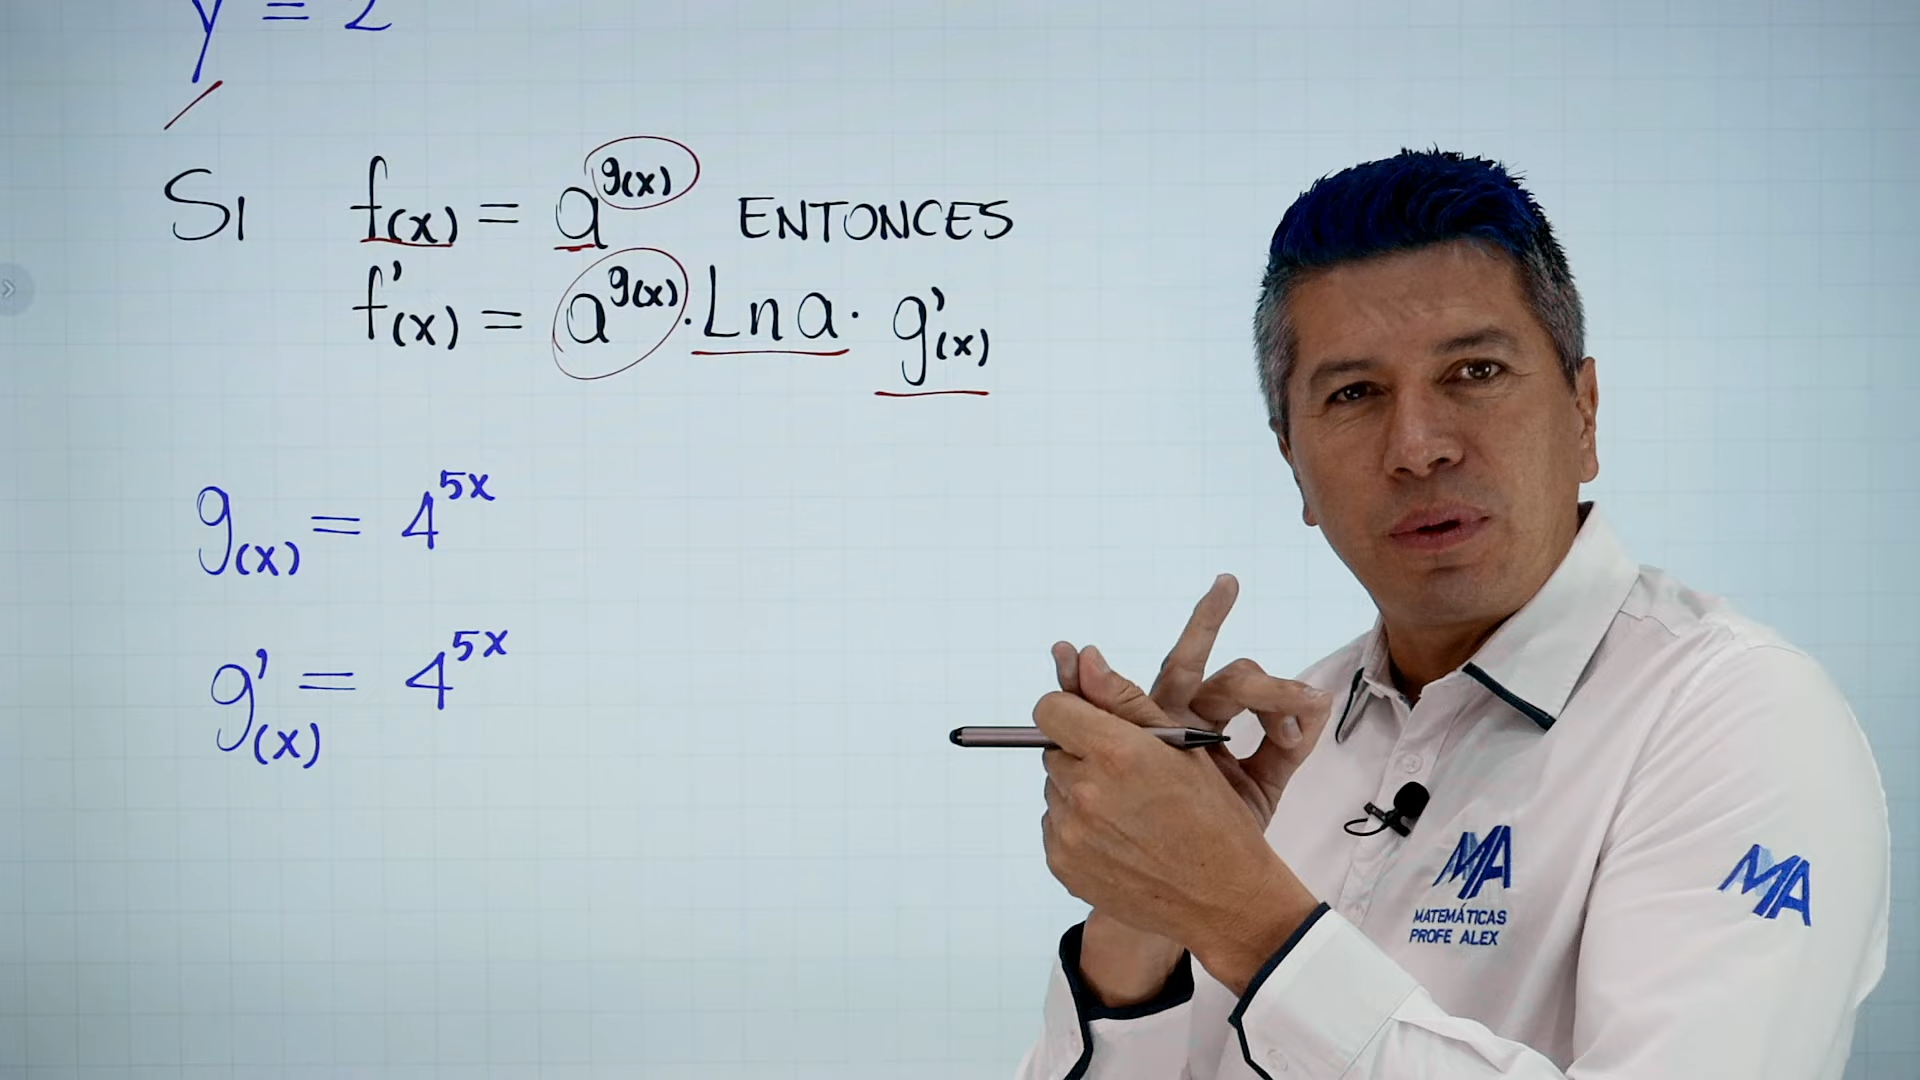 y = 2
SI f(x) = a^g(x) ENTONCES
f'(x) = a^g(x) · Ln a · g'(x)
g(x) = 4^5x
g'(x) = 4^5x
MA
MATEMÁTICAS
PROFE ALEX
MA